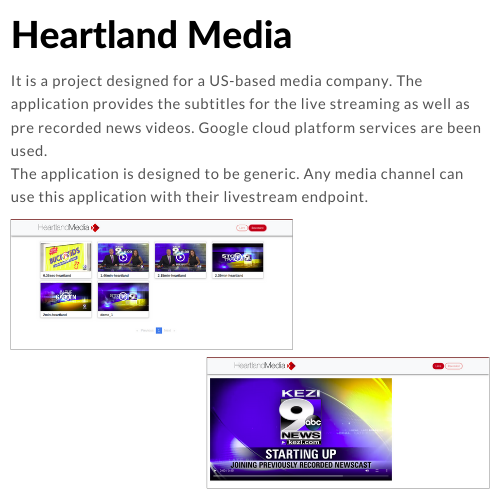 Heartland Media
It is a project designed for a US-based media company. The
application provides the subtitles for the live streaming as well as
pre recorded news videos. Google cloud platform services are been
used.
The application is designed to be generic. Any media channel can
use this application with their livestream endpoint.
HeartlandMedia
HeartlandMedia
KEZI
9 abc
NEWS
kezi.com
STARTING UP
JOINING PREVIOUSLY RECORDED NEWSCAST